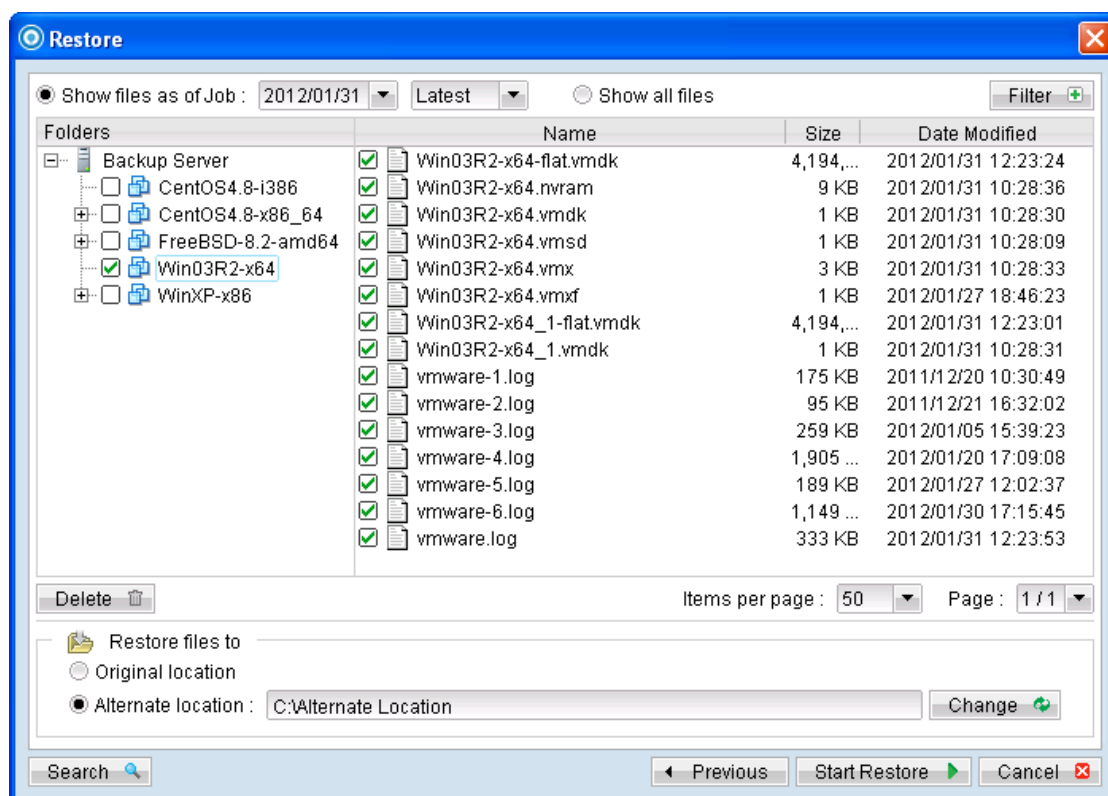 Restore
Show files as of Job : 2012/01/31 Latest Show all files Filter
Folders Name Size Date Modified
Backup Server Win03R2-x64-flat.vmdk 4,194,... 2012/01/31 12:23:24
CentOS4.8-i386 Win03R2-x64.nvram 9 KB 2012/01/31 10:28:36
CentOS4.8-x86_64 Win03R2-x64.vmdk 1 KB 2012/01/31 10:28:30
FreeBSD-8.2-amd64 Win03R2-x64.vmsd 1 KB 2012/01/31 10:28:09
Win03R2-x64 Win03R2-x64.vmx 3 KB 2012/01/31 10:28:33
WinXP-x86 Win03R2-x64.vmxf 1 KB 2012/01/27 18:46:23
Win03R2-x64_1-flat.vmdk 4,194,... 2012/01/31 12:23:01
Win03R2-x64_1.vmdk 1 KB 2012/01/31 10:28:31
vmware-1.log 175 KB 2011/12/20 10:30:49
vmware-2.log 95 KB 2011/12/21 16:32:02
vmware-3.log 259 KB 2012/01/05 15:39:23
vmware-4.log 1,905 ... 2012/01/20 17:09:08
vmware-5.log 189 KB 2012/01/27 12:02:37
vmware-6.log 1,149 ... 2012/01/30 17:15:45
vmware.log 333 KB 2012/01/31 12:23:53
Delete Items per page : 50 Page : 1 / 1
Restore files to
Original location
Alternate location : C:\Alternate Location Change
Search Previous Start Restore Cancel